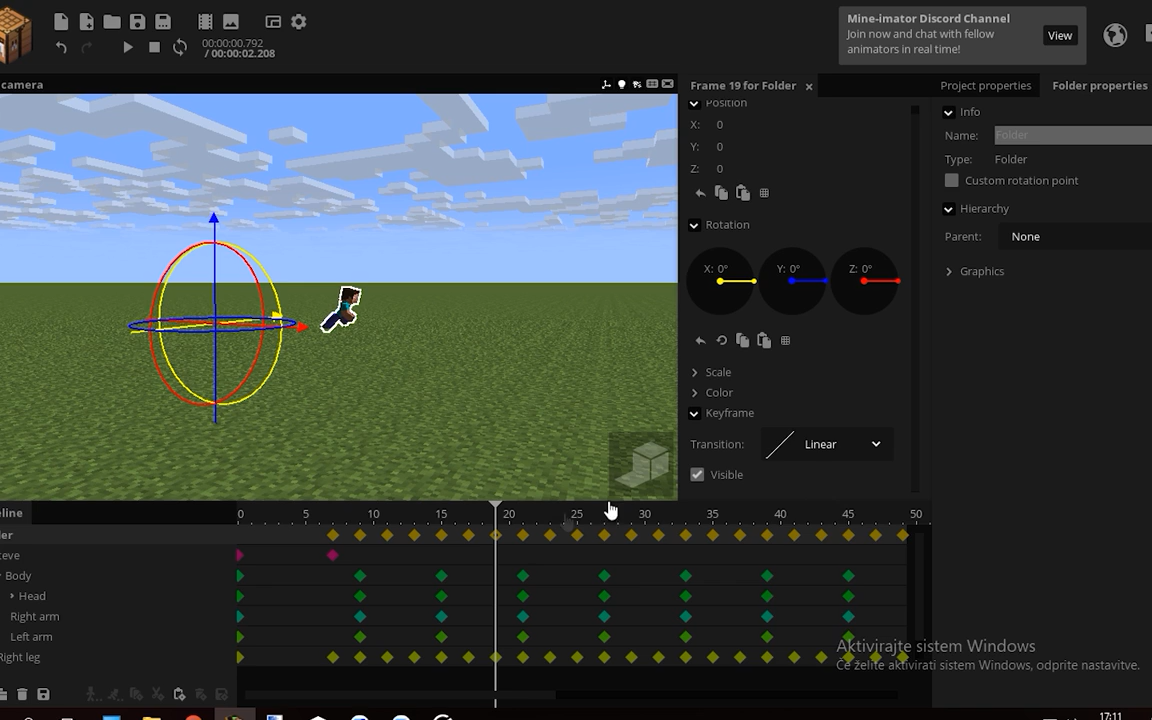 Mine-imator Discord Channel
Join now and chat with fellow
animators in real time!
View
00:00:00.792
/ 00:00:02.208
camera
Frame 19 for Folder
Project properties
Folder properties
Position
X: 0
Y: 0
Z: 0
Rotation
X: 0°
Y: 0°
Z: 0°
Scale
Color
Keyframe
Transition: Linear
Visible
Info
Name: Folder
Type: Folder
Custom rotation point
Hierarchy
Parent: None
Graphics
eline
0 5 10 15 20 25 30 35 40 45 50
er
eve
Body
Head
Right arm
Left arm
Right leg
Aktivirajte sistem Windows
Če želite aktivirati sistem Windows, odprite nastavitve.
17:11